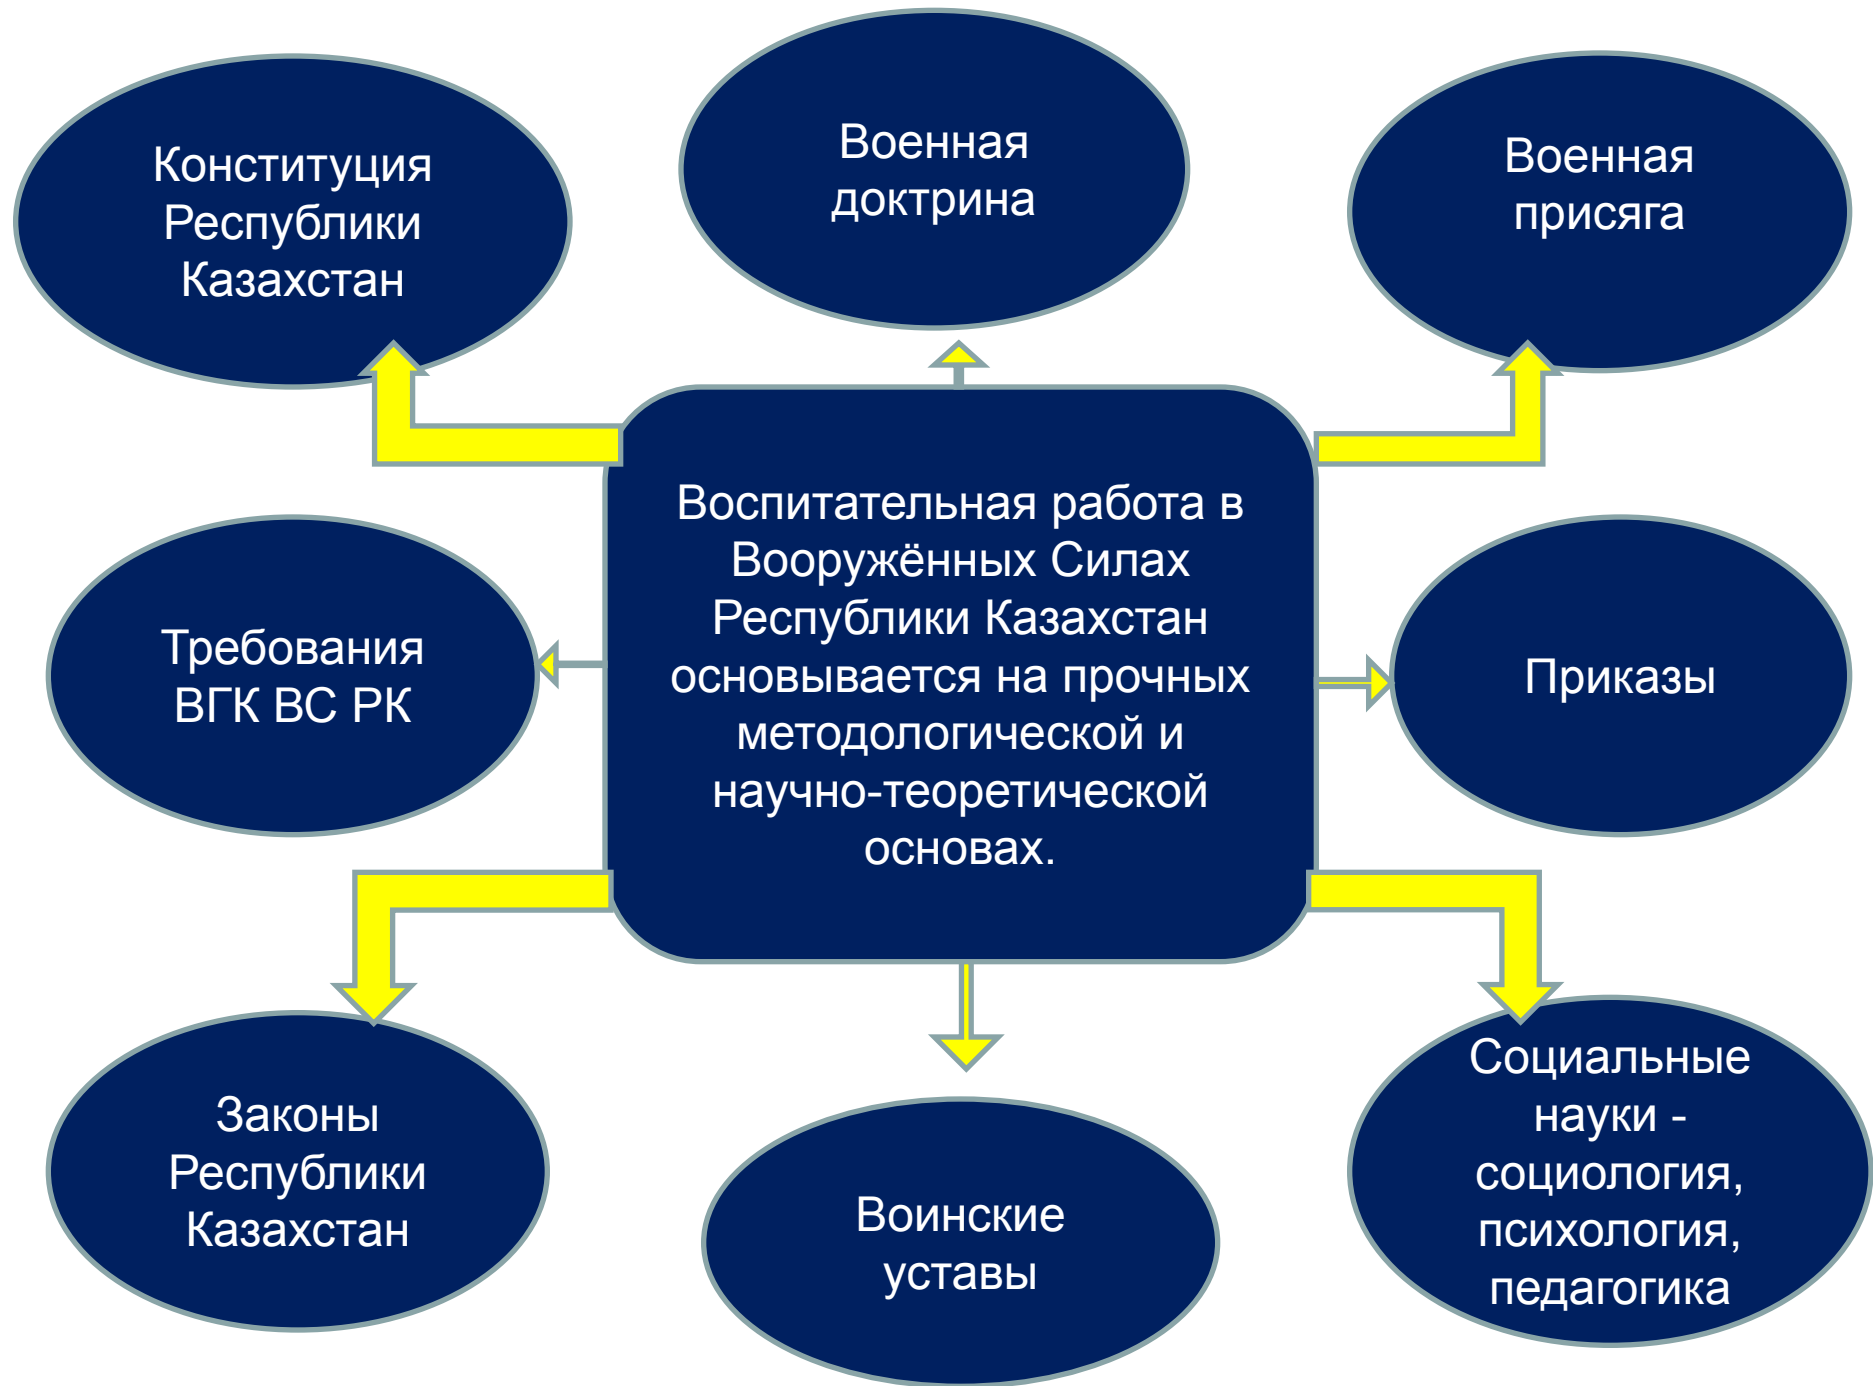 Конституция
Республики
Казахстан
Военная
доктрина
Военная
присяга
Воспитательная работа в
Вооружённых Силах
Республики Казахстан
основывается на прочных
методологической и
научно-теоретической
основах.
Требования
ВГК ВС РК
Приказы
Законы
Республики
Казахстан
Воинские
уставы
Социальные
науки -
социология,
психология,
педагогика